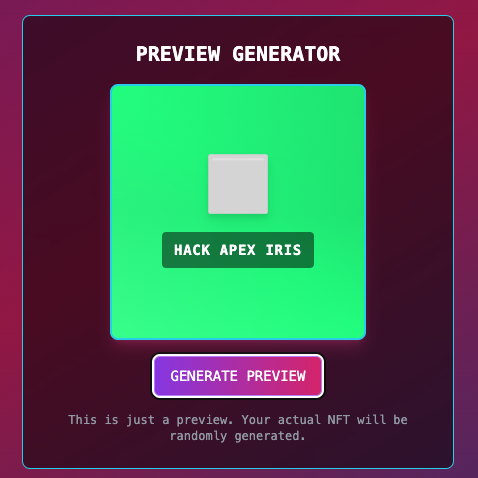 PREVIEW GENERATOR
HACK APEX IRIS
GENERATE PREVIEW
This is just a preview. Your actual NFT will be
randomly generated.